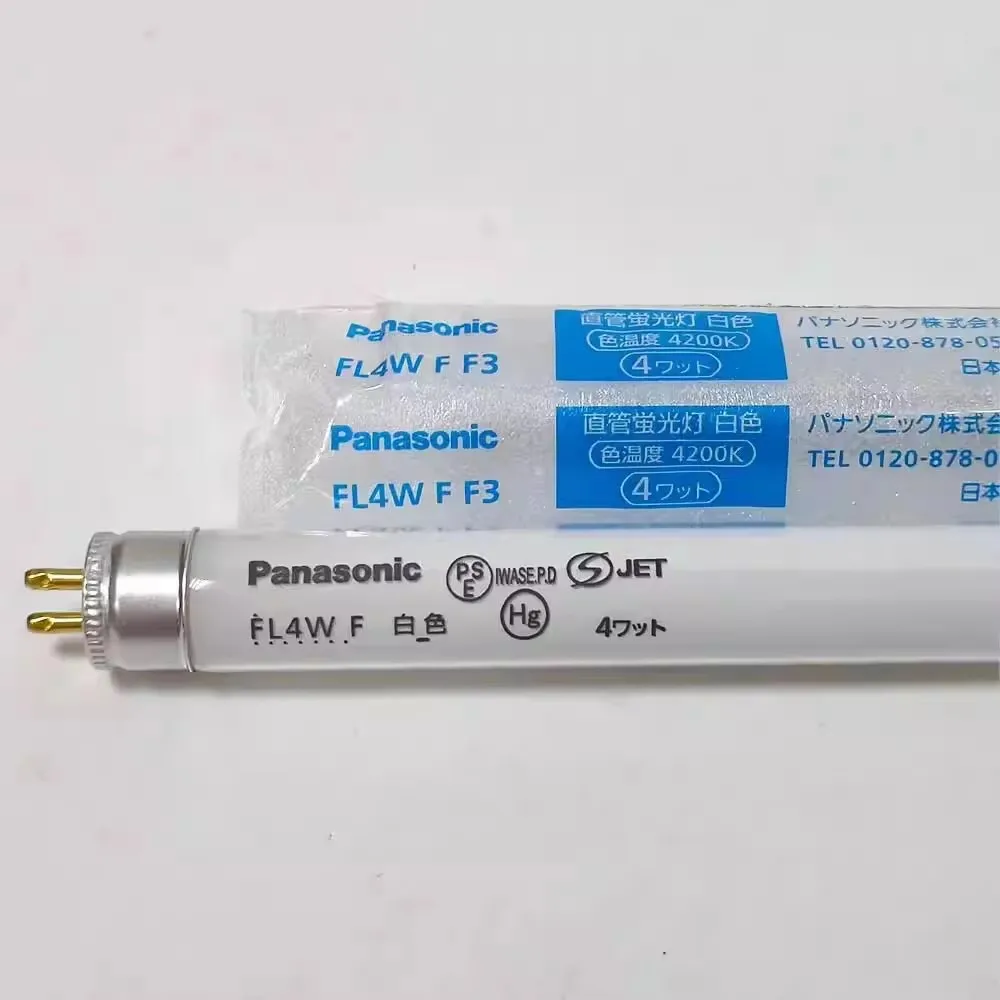 Panasonic
FL4W F F3
直管蛍光灯 白色
色温度 4200K
4ワット
パナソニック株式会社
TEL 0120-878-05
日本
Panasonic
FL4W F F3
直管蛍光灯 白色
色温度 4200K
4ワット
パナソニック株式会
TEL 0120-878-0
日本
Panasonic PSE IWASE.P.D S JET
FL4W F 白色 Hg 4ワット